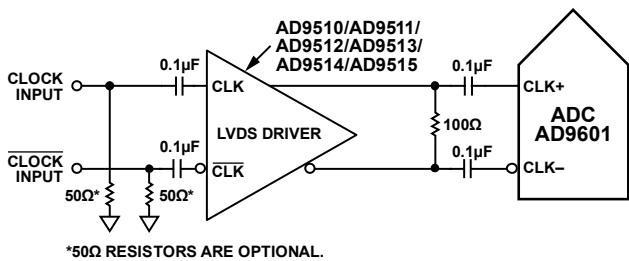 AD9510/AD9511/
AD9512/AD9513/
AD9514/AD9515
0.1µF
0.1µF
CLOCK
INPUT
CLK
CLK+
ADC
AD9601
LVDS DRIVER
100Ω
0.1µF
0.1µF
CLOCK
INPUT
CLK
CLK–
50Ω*
50Ω*
*50Ω RESISTORS ARE OPTIONAL.